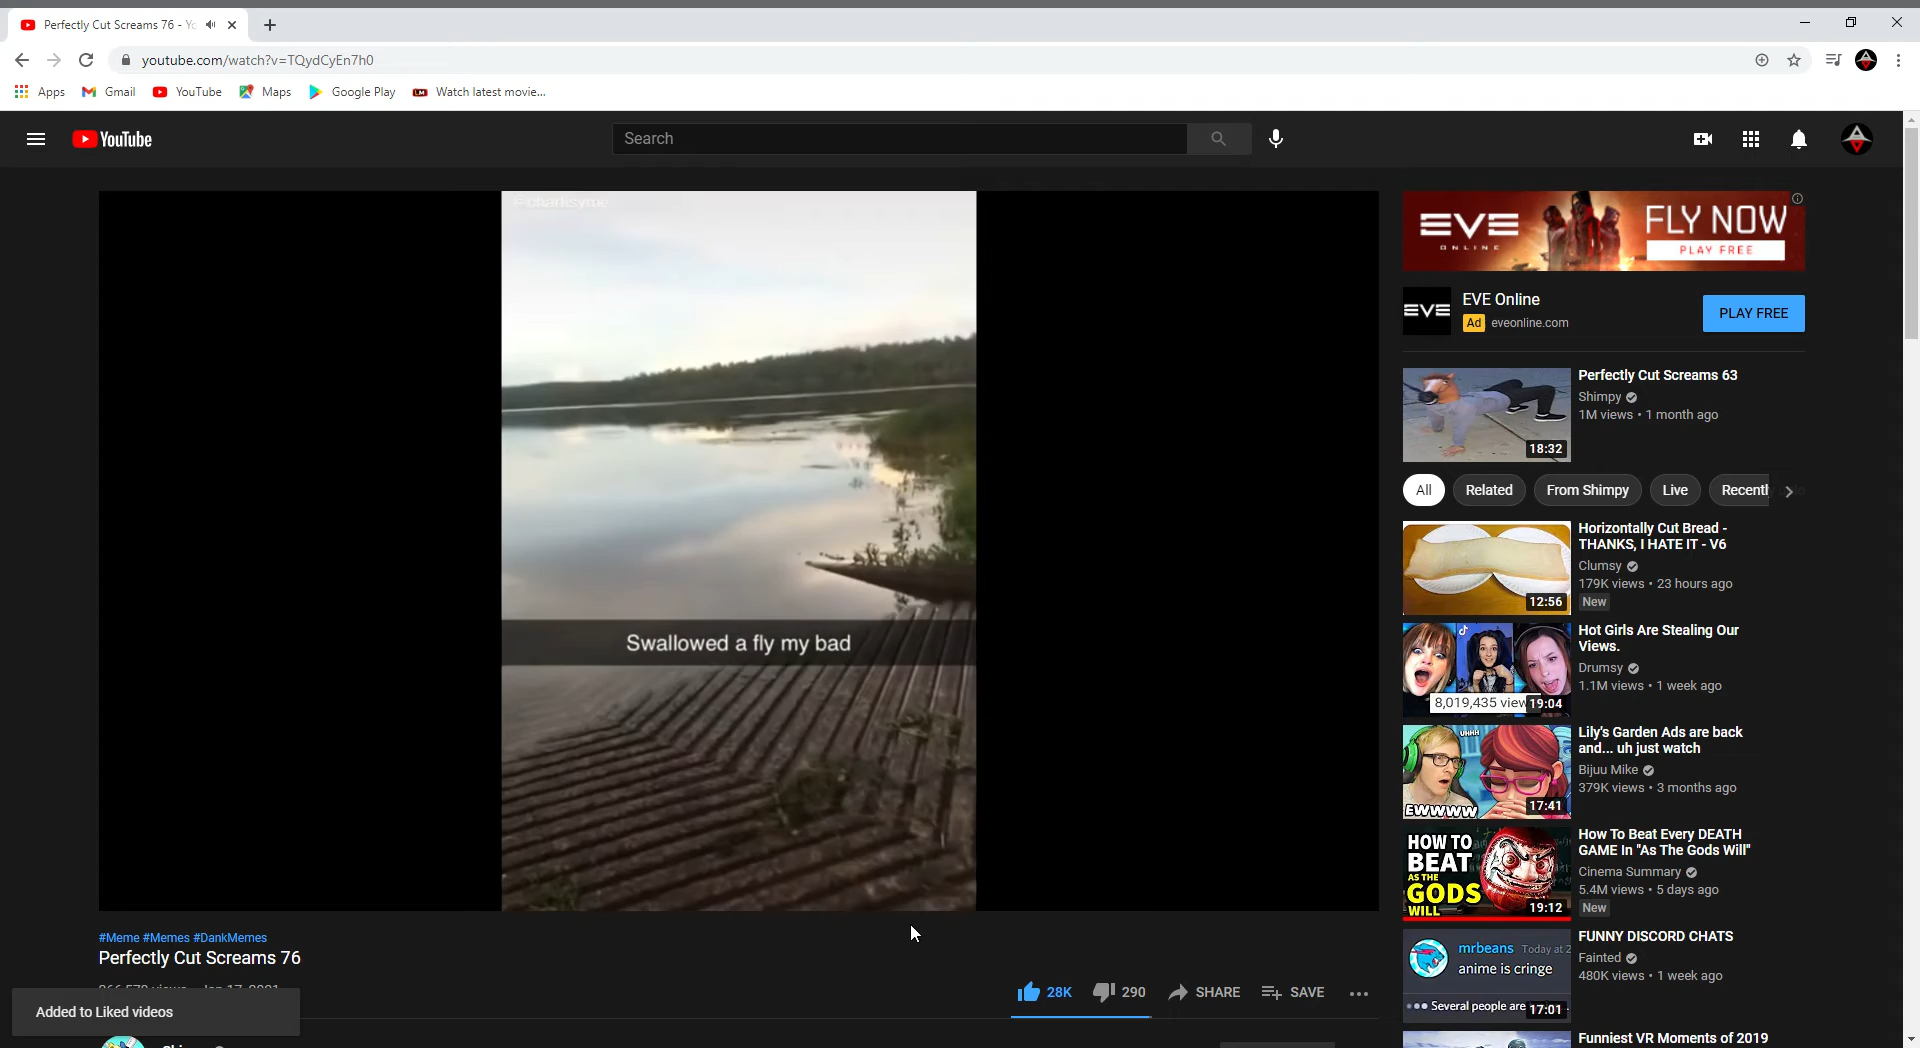 Perfectly Cut Screams 76 - Yo
youtube.com/watch?v=TQydCyEn7h0
Apps
Gmail
YouTube
Maps
Google Play
Watch latest movie...
YouTube
Search
@charlisyroe
Swallowed a fly my bad
#Meme #Memes #DankMemes
Perfectly Cut Screams 76
28K
290
SHARE
SAVE
Added to Liked videos
EVE
ONLINE
FLY NOW
PLAY FREE
EVE
EVE Online
Ad eveonline.com
PLAY FREE
18:32
Perfectly Cut Screams 63
Shimpy
1M views • 1 month ago
All
Related
From Shimpy
Live
Recentl
12:56
Horizontally Cut Bread -
THANKS, I HATE IT - V6
Clumsy
179K views • 23 hours ago
New
8,019,435 view
19:04
Hot Girls Are Stealing Our
Views.
Drumsy
1.1M views • 1 week ago
UHHH
EWWWW
17:41
Lily's Garden Ads are back
and... uh just watch
Bijuu Mike
379K views • 3 months ago
HOW TO
BEAT
AS THE
GODS
WILL
19:12
How To Beat Every DEATH
GAME In "As The Gods Will"
Cinema Summary
5.4M views • 5 days ago
New
mrbeans Today at 2
anime is cringe
Several people are
17:01
FUNNY DISCORD CHATS
Fainted
480K views • 1 week ago
Funniest VR Moments of 2019